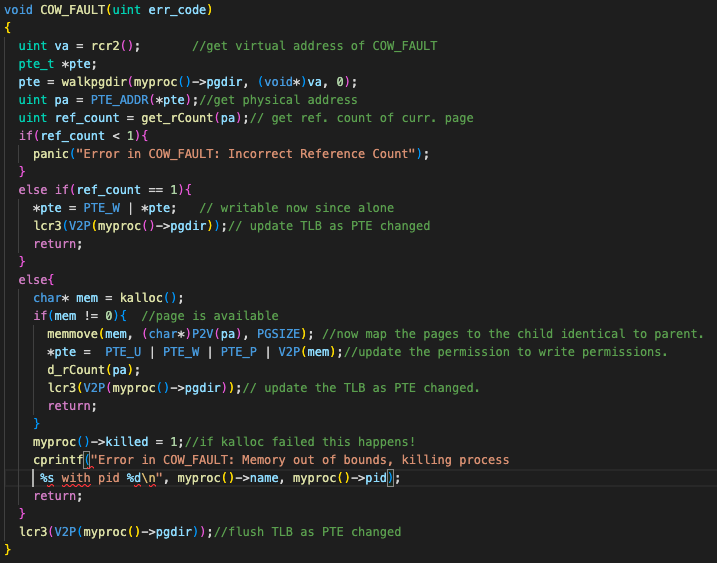 void COW_FAULT(uint err_code)
{
  uint va = rcr2();       //get virtual address of COW_FAULT
  pte_t *pte;
  pte = walkpgdir(myproc()->pgdir, (void*)va, 0);
  uint pa = PTE_ADDR(*pte);//get physical address
  uint ref_count = get_rCount(pa);// get ref. count of curr. page
  if(ref_count < 1){
    panic("Error in COW_FAULT: Incorrect Reference Count");
  }
  else if(ref_count == 1){
    *pte = PTE_W | *pte;   // writable now since alone
    lcr3(V2P(myproc()->pgdir));// update TLB as PTE changed
    return;
  }
  else{
    char* mem = kalloc();
    if(mem != 0){  //page is available
      memmove(mem, (char*)P2V(pa), PGSIZE); //now map the pages to the child identical to parent.
      *pte =  PTE_U | PTE_W | PTE_P | V2P(mem);//update the permission to write permissions.
      d_rCount(pa);
      lcr3(V2P(myproc()->pgdir));// update the TLB as PTE changed.
      return;
    }
    myproc()->killed = 1;//if kalloc failed this happens!
    cprintf("Error in COW_FAULT: Memory out of bounds, killing process
     %s with pid %d\n", myproc()->name, myproc()->pid);
    return;
  }
  lcr3(V2P(myproc()->pgdir));//flush TLB as PTE changed
}